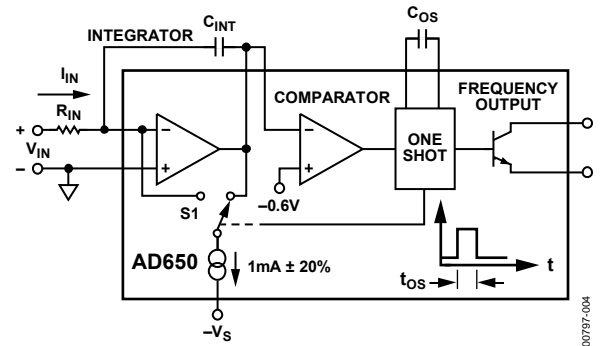 INTEGRATOR
C_INT
C_OS
I_IN
R_IN
+
V_IN
−
−
+
COMPARATOR
−
+
−0.6V
ONE
SHOT
FREQUENCY
OUTPUT
S1
AD650
1mA ± 20%
−V_S
t_OS
t
00797-004